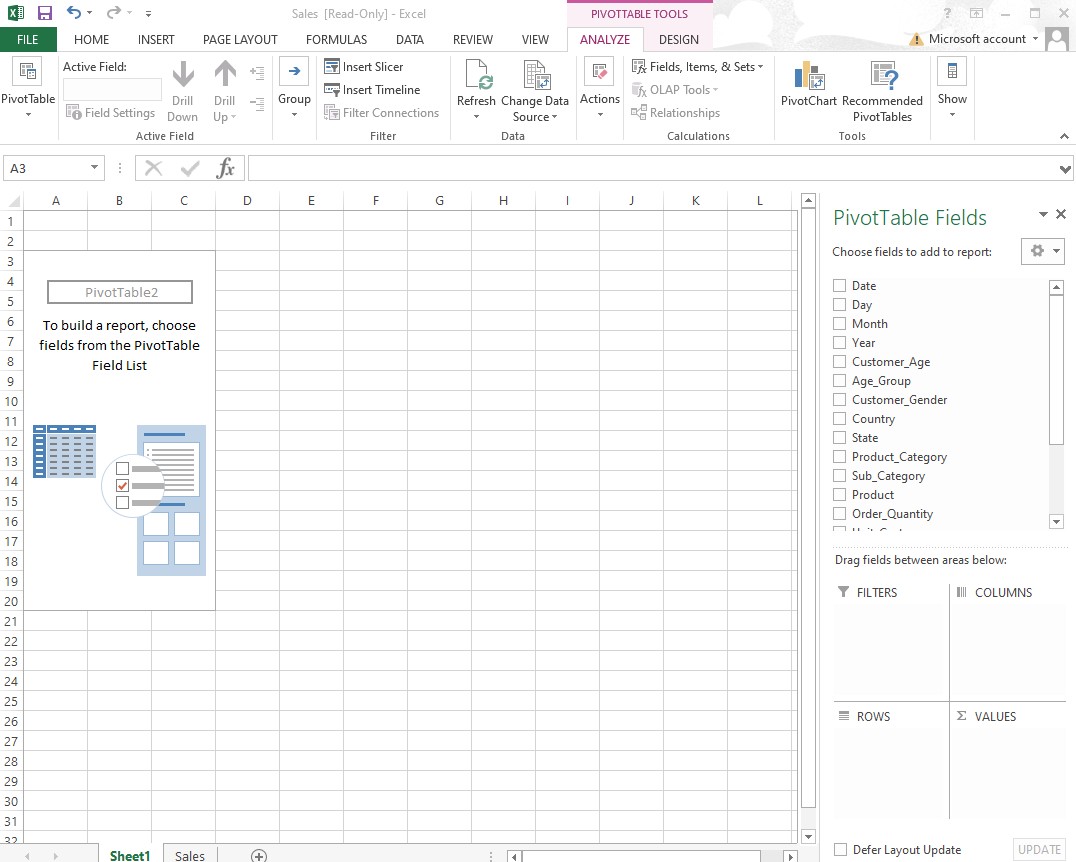 Sales [Read-Only] - Excel
PIVOTTABLE TOOLS
?
FILE
HOME
INSERT
PAGE LAYOUT
FORMULAS
DATA
REVIEW
VIEW
ANALYZE
DESIGN
Microsoft account
PivotTable
Active Field:
Field Settings
Drill Down
Drill Up
Active Field
Group
Insert Slicer
Insert Timeline
Filter Connections
Filter
Refresh
Change Data Source
Data
Actions
Fields, Items, & Sets
OLAP Tools
Relationships
Calculations
PivotChart
Recommended PivotTables
Tools
Show
A3
fx
A B C D E F G H I J K L
1
2
3
4
5
6
7
8
9
10
11
12
13
14
15
16
17
18
19
20
21
22
23
24
25
26
27
28
29
30
31
32
PivotTable2
To build a report, choose
fields from the PivotTable
Field List
PivotTable Fields
Choose fields to add to report:
Date
Day
Month
Year
Customer_Age
Age_Group
Customer_Gender
Country
State
Product_Category
Sub_Category
Product
Order_Quantity
Drag fields between areas below:
FILTERS
COLUMNS
ROWS
Σ VALUES
Defer Layout Update
UPDATE
Sheet1
Sales